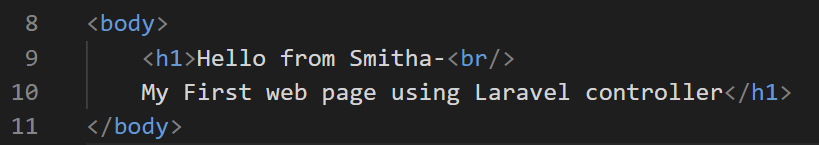 8 <body>
9 <h1>Hello from Smitha-<br/>
10 My First web page using Laravel controller</h1>
11 </body>